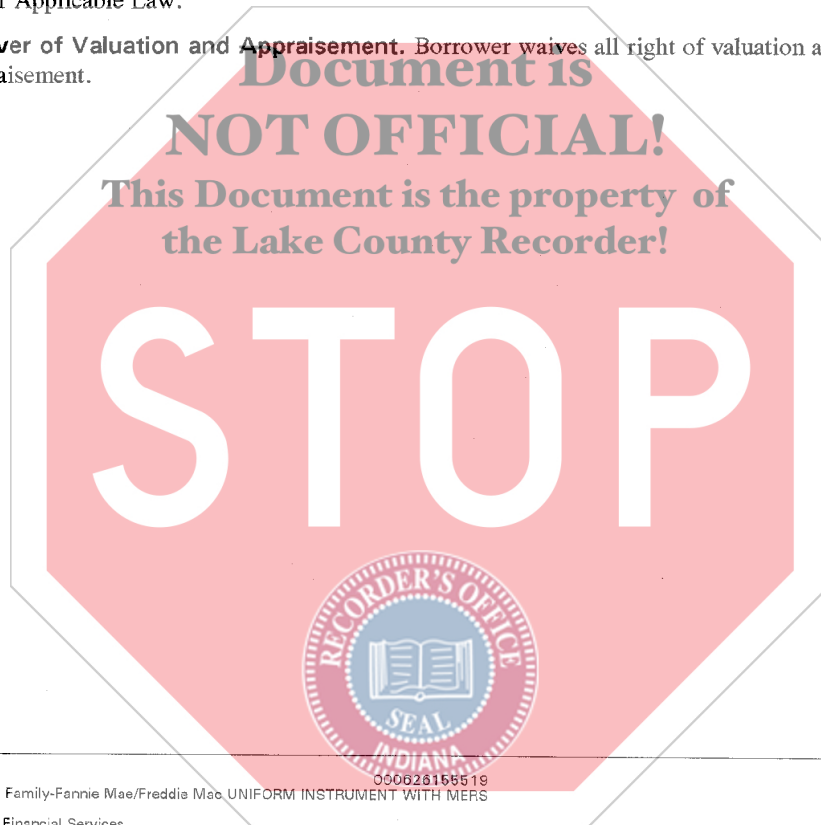 Applicable Law.
ver of Valuation and Appraisement. Borrower waives all right of valuation a
aisement.
Document is
NOT OFFICIAL!
This Document is the property of
the Lake County Recorder!
STOP
RECORDER'S OFFICE
SEAL
INDIANA
000626155519
Family-Fannie Mae/Freddie Mac UNIFORM INSTRUMENT WITH MERS
Financial Services